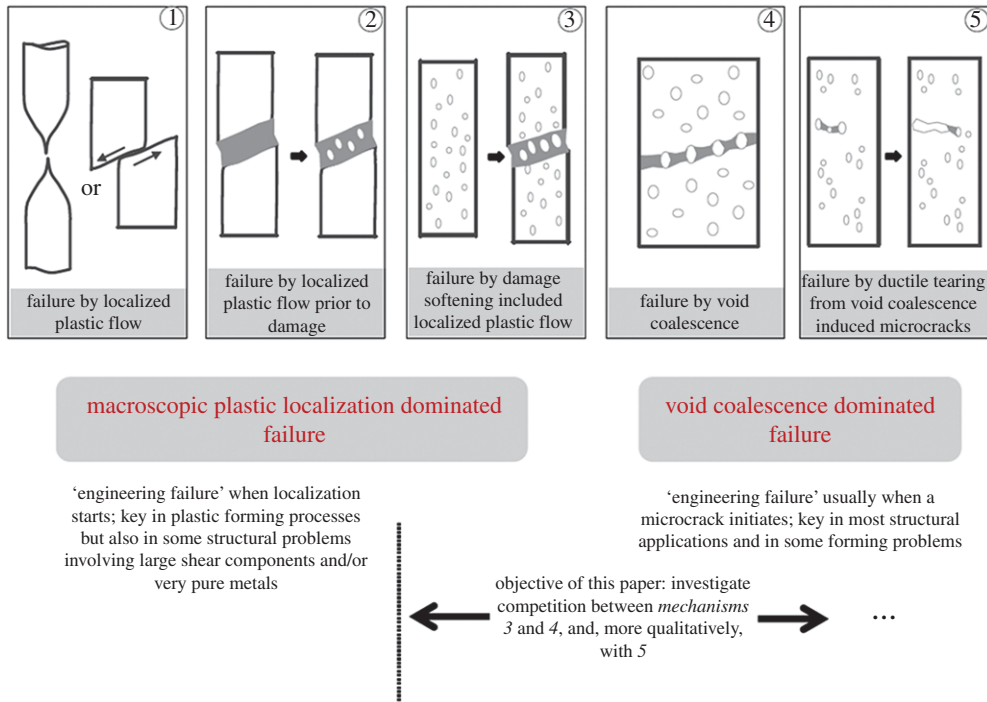 1
or
failure by localized
plastic flow
2
failure by localized
plastic flow prior to
damage
3
failure by damage
softening included
localized plastic flow
4
failure by void
coalescence
5
failure by ductile tearing
from void coalescence
induced microcracks
macroscopic plastic localization dominated
failure
void coalescence dominated
failure
‘engineering failure’ when localization
starts; key in plastic forming processes
but also in some structural problems
involving large shear components and/or
very pure metals
‘engineering failure’ usually when a
microcrack initiates; key in most structural
applications and in some forming problems
objective of this paper: investigate
competition between mechanisms
3 and 4, and, more qualitatively,
with 5
...